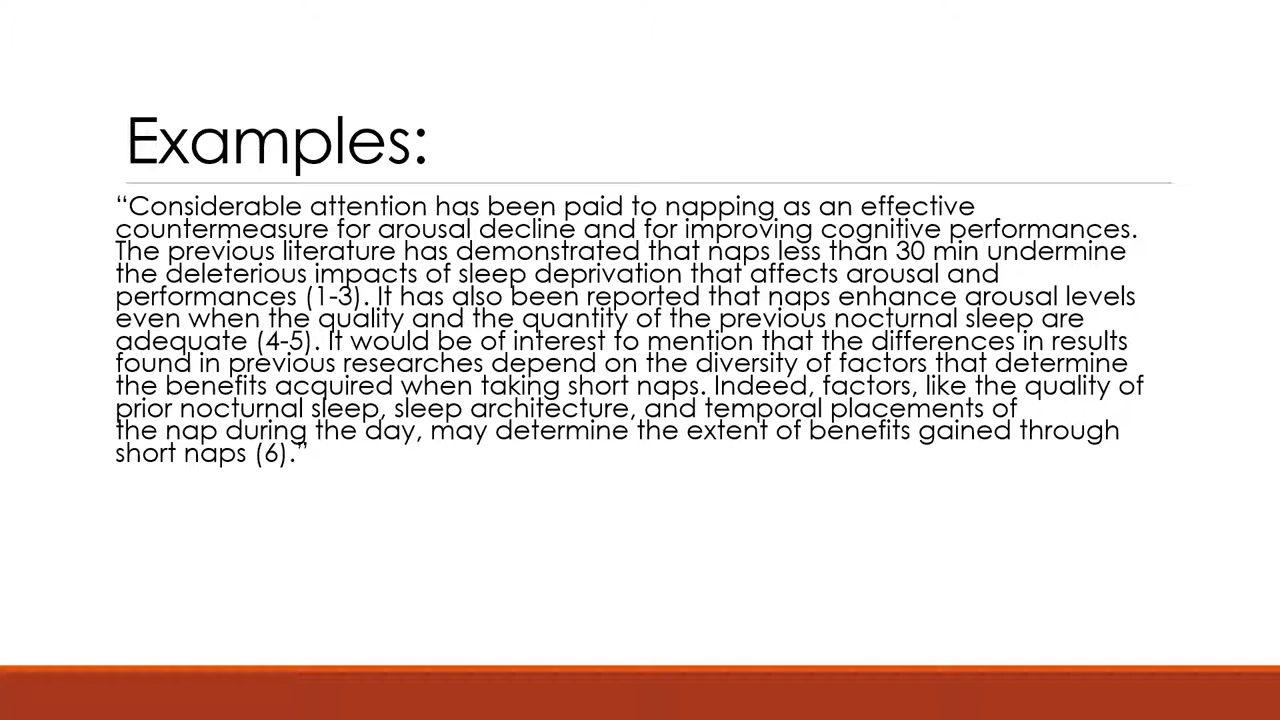 Examples:
“Considerable attention has been paid to napping as an effective
countermeasure for arousal decline and for improving cognitive performances.
The previous literature has demonstrated that naps less than 30 min undermine
the deleterious impacts of sleep deprivation that affects arousal and
performances (1-3). It has also been reported that naps enhance arousal levels
even when the quality and the quantity of the previous nocturnal sleep are
adequate (4-5). It would be of interest to mention that the differences in results
found in previous researches depend on the diversity of factors that determine
the benefits acquired when taking short naps. Indeed, factors, like the quality of
prior nocturnal sleep, sleep architecture, and temporal placements of
the nap during the day, may determine the extent of benefits gained through
short naps (6).”